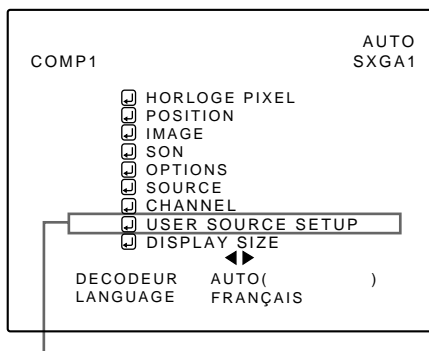 AUTO
COMP1 SXGA1
HORLOGE PIXEL
POSITION
IMAGE
SON
OPTIONS
SOURCE
CHANNEL
USER SOURCE SETUP
DISPLAY SIZE
DECODEUR AUTO( )
LANGUAGE FRANÇAIS